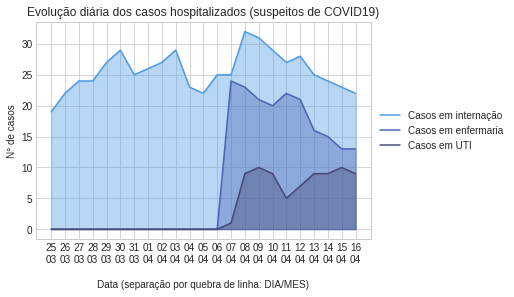 Evolução diária dos casos hospitalizados (suspeitos de COVID19)
30
25
20
15
10
5
0
N° de casos
Casos em internação
Casos em enfermaria
Casos em UTI
25 26 27 28 29 30 31 01 02 03 04 05 06 07 08 09 10 11 12 13 14 15 16
03 03 03 03 03 03 03 04 04 04 04 04 04 04 04 04 04 04 04 04 04 04 04
Data (separação por quebra de linha: DIA/MES)